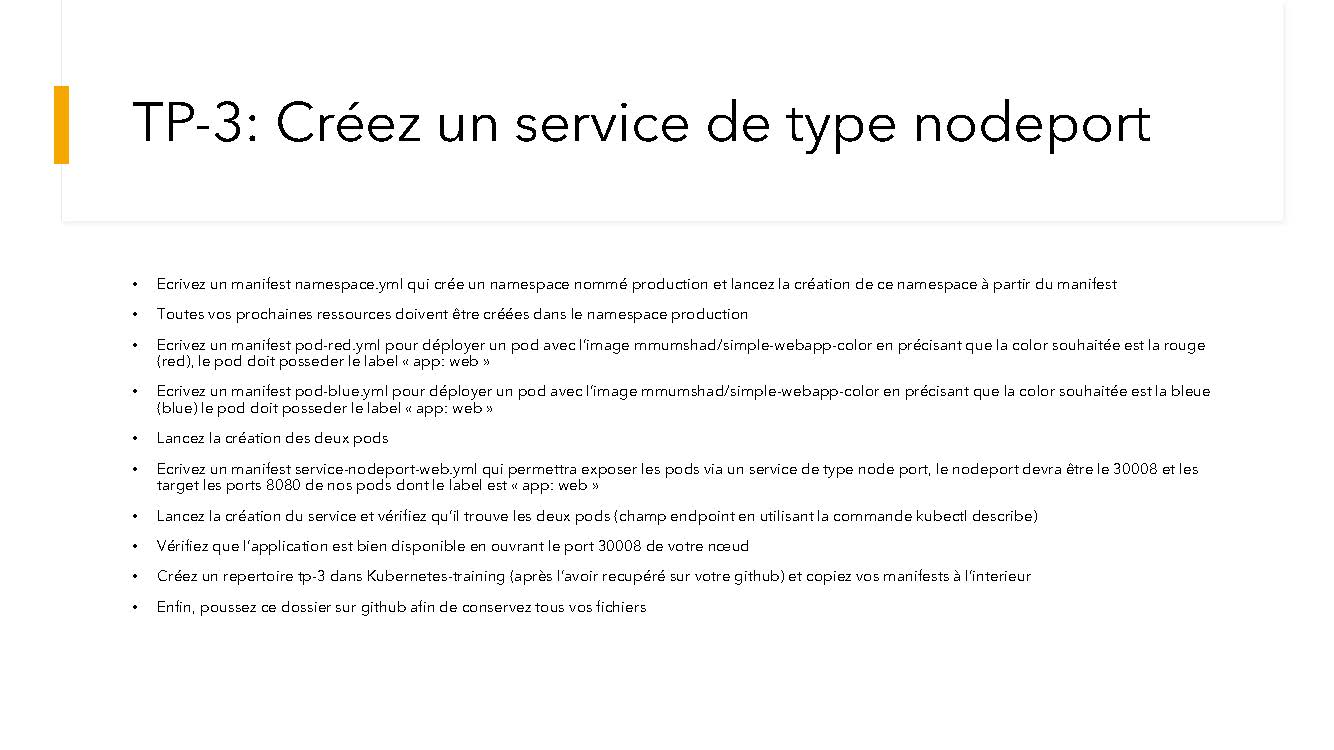 TP-3: Créez un service de type nodeport
• Ecrivez un manifest namespace.yml qui crée un namespace nommé production et lancez la création de ce namespace à partir du manifest
• Toutes vos prochaines ressources doivent être créées dans le namespace production
• Ecrivez un manifest pod-red.yml pour déployer un pod avec l’image mmumshad/simple-webapp-color en précisant que la color souhaitée est la rouge
(red), le pod doit posseder le label « app: web »
• Ecrivez un manifest pod-blue.yml pour déployer un pod avec l’image mmumshad/simple-webapp-color en précisant que la color souhaitée est la bleue
(blue) le pod doit posseder le label « app: web »
• Lancez la création des deux pods
• Ecrivez un manifest service-nodeport-web.yml qui permettra exposer les pods via un service de type node port, le nodeport devra être le 30008 et les
target les ports 8080 de nos pods dont le label est « app: web »
• Lancez la création du service et vérifiez qu’il trouve les deux pods (champ endpoint en utilisant la commande kubectl describe)
• Vérifiez que l’application est bien disponible en ouvrant le port 30008 de votre nœud
• Créez un repertoire tp-3 dans Kubernetes-training (après l’avoir recupéré sur votre github) et copiez vos manifests à l’interieur
• Enfin, poussez ce dossier sur github afin de conservez tous vos fichiers